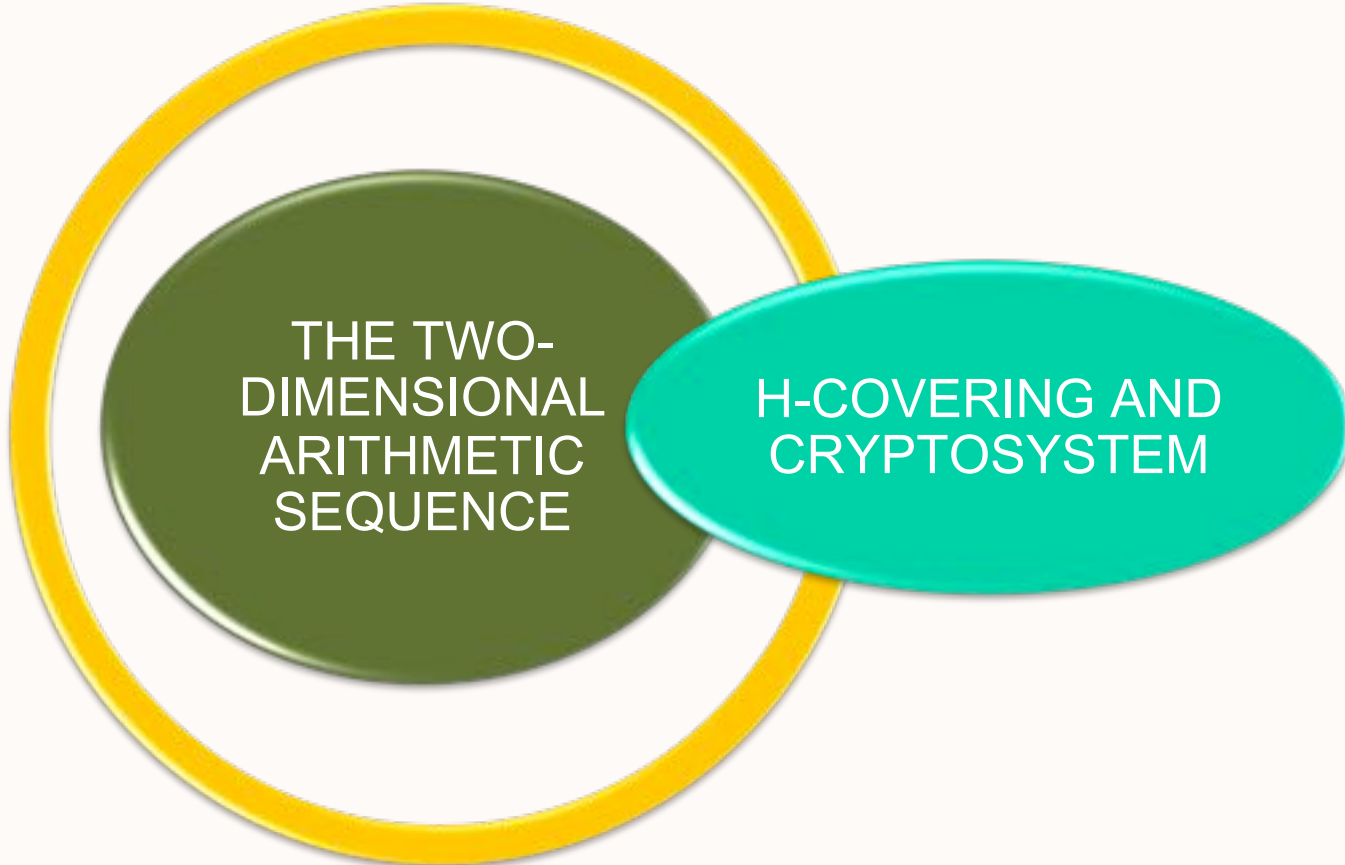 THE TWO-
DIMENSIONAL
ARITHMETIC
SEQUENCE
H-COVERING AND
CRYPTOSYSTEM